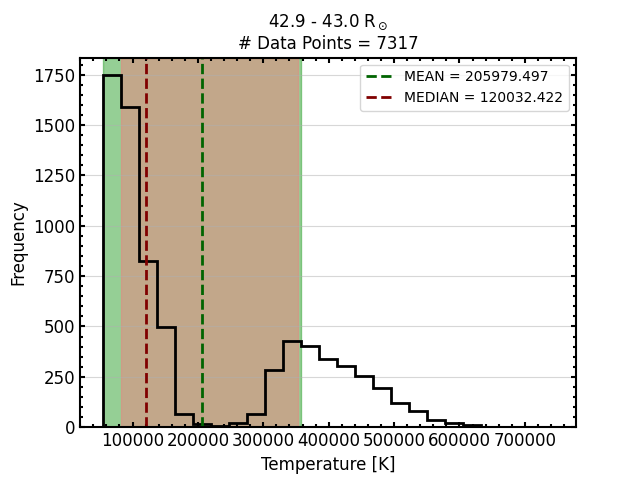 42.9 - 43.0 R⊙
# Data Points = 7317
MEAN = 205979.497
MEDIAN = 120032.422
Frequency
1750
1500
1250
1000
750
500
250
0
100000 200000 300000 400000 500000 600000 700000
Temperature [K]